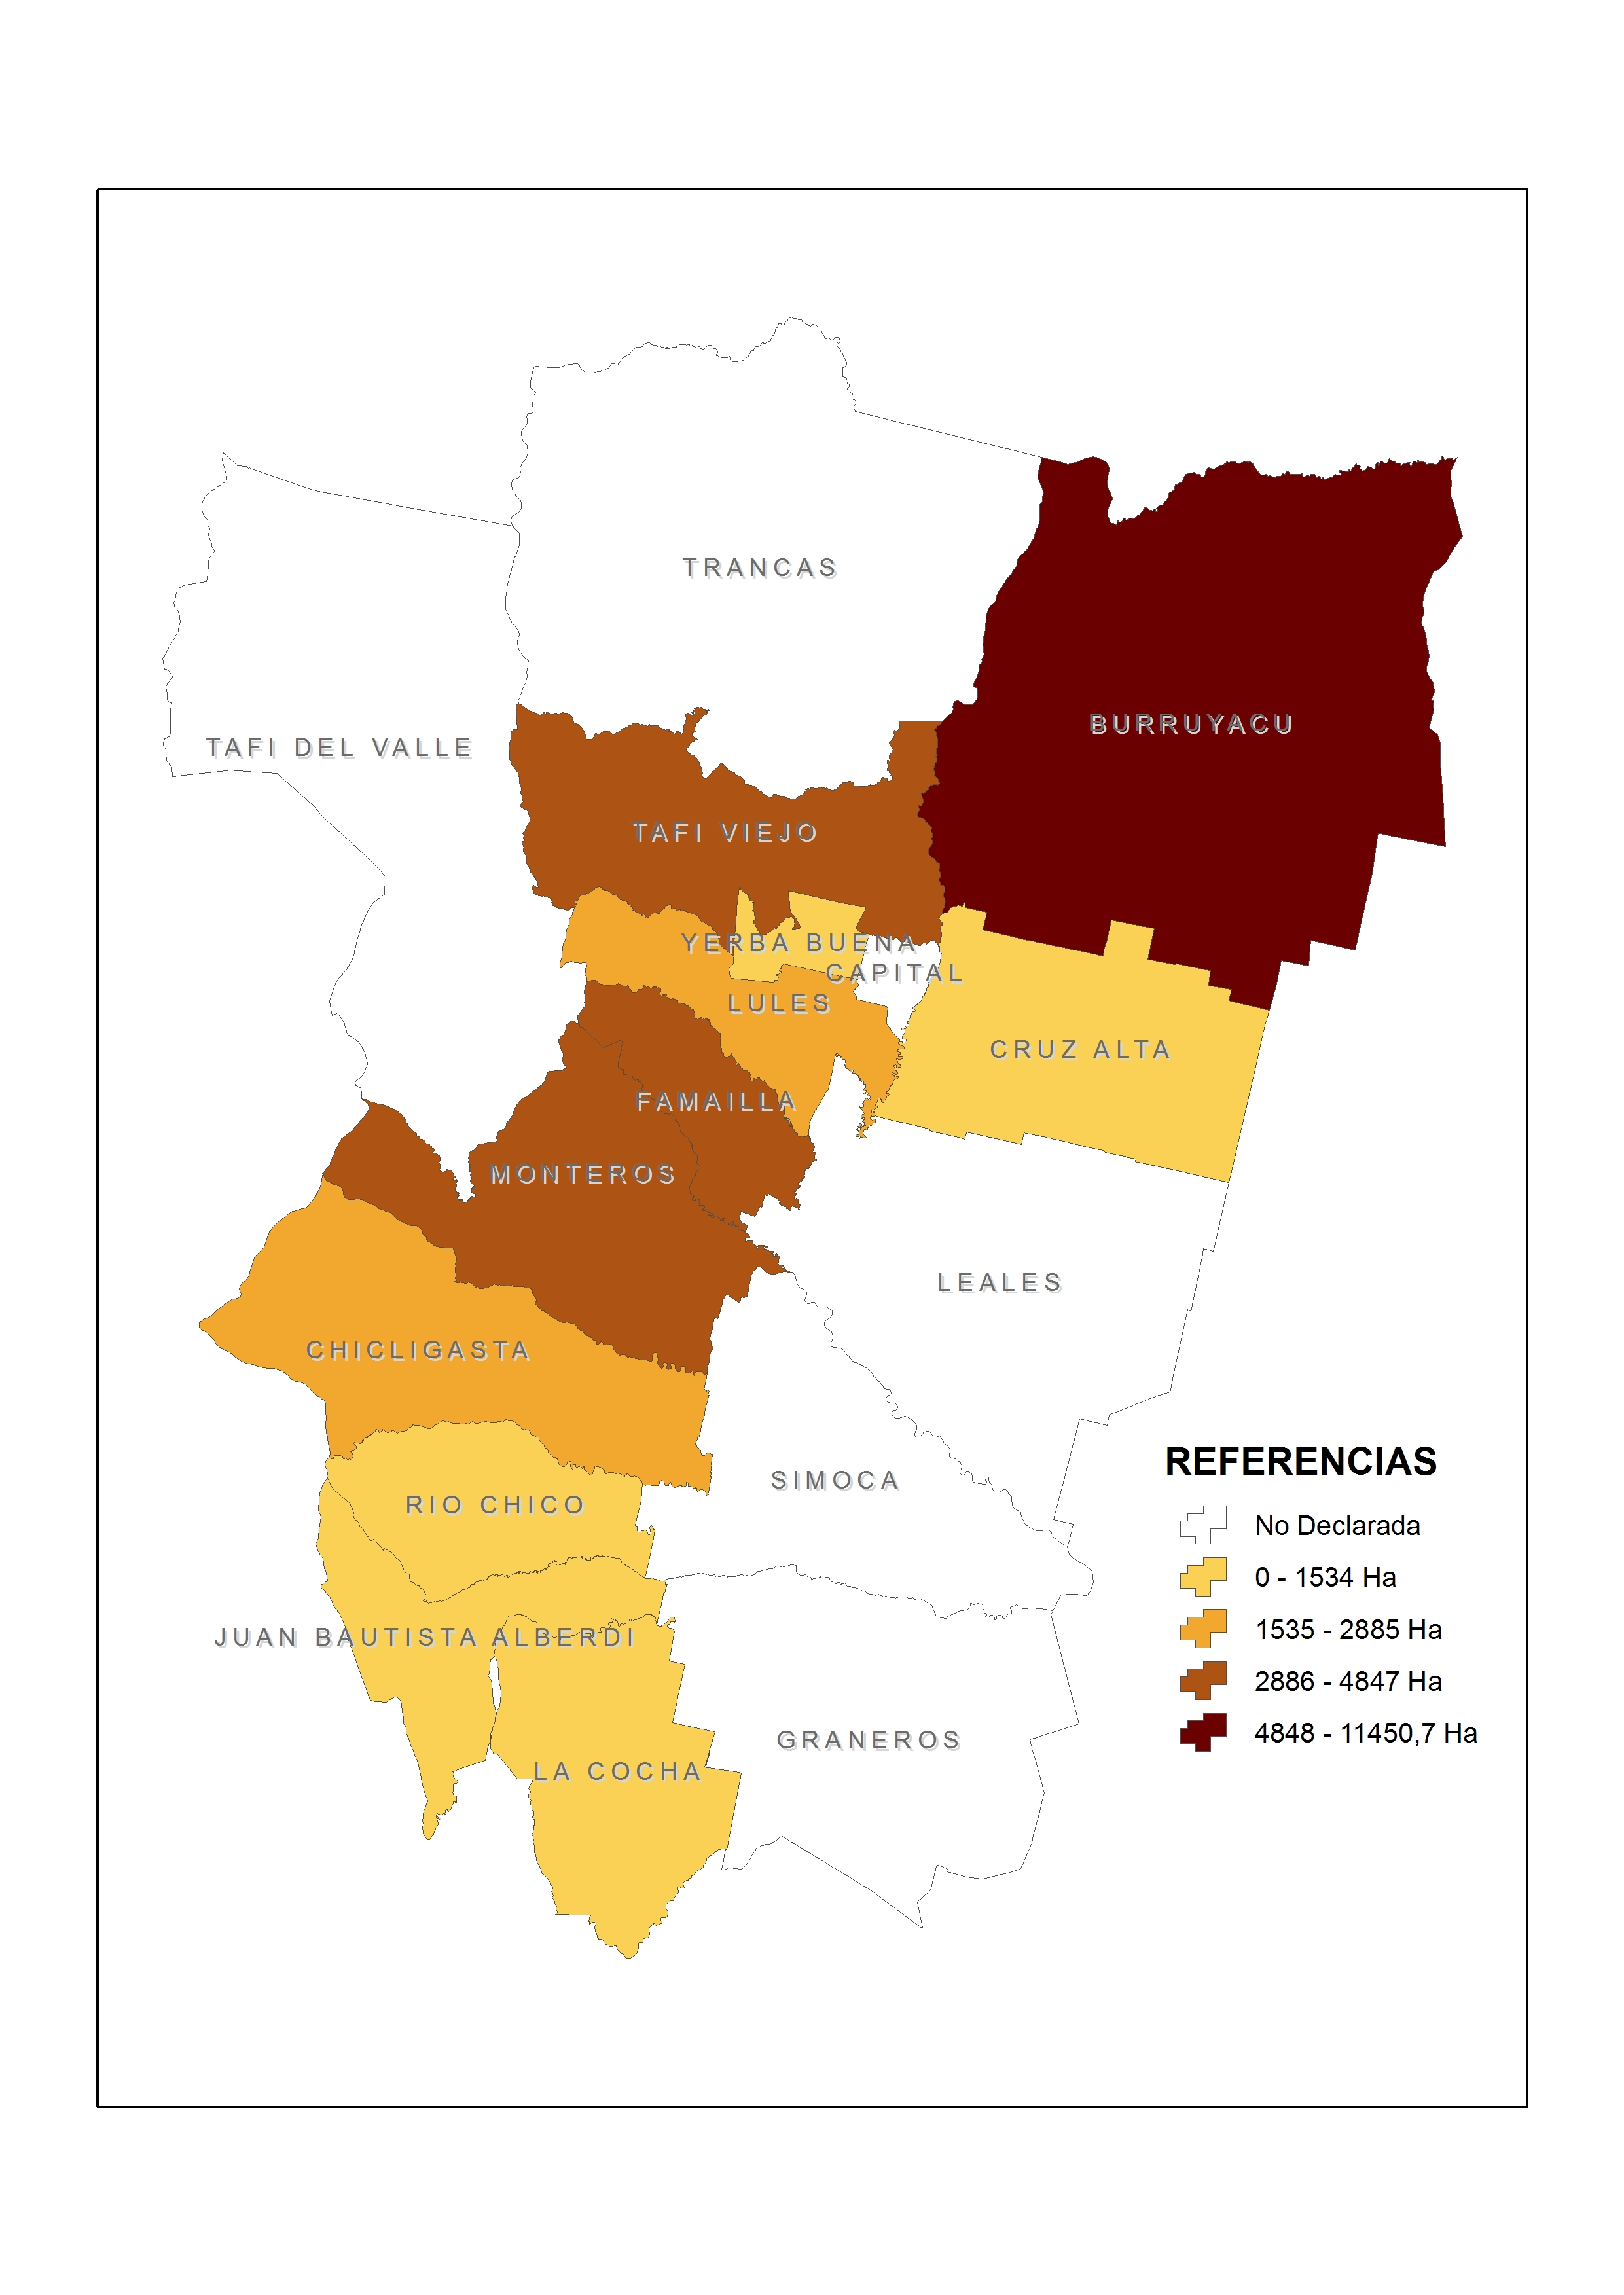 TRANCAS
BURRUYACU
TAFI DEL VALLE
TAFI VIEJO
YERBA BUENA
CAPITAL
LULES
CRUZ ALTA
FAMAILLA
MONTEROS
LEALES
CHICLIGASTA
SIMOCA
RIO CHICO
JUAN BAUTISTA ALBERDI
GRANEROS
LA COCHA
REFERENCIAS
No Declarada
0 - 1534 Ha
1535 - 2885 Ha
2886 - 4847 Ha
4848 - 11450,7 Ha